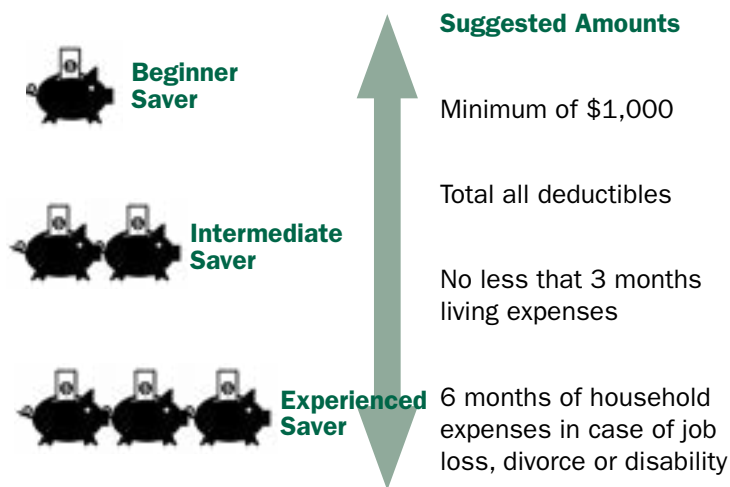 Suggested Amounts
Beginner
Saver
Minimum of $1,000
Total all deductibles
Intermediate
Saver
No less that 3 months
living expenses
Experienced
Saver
6 months of household
expenses in case of job
loss, divorce or disability